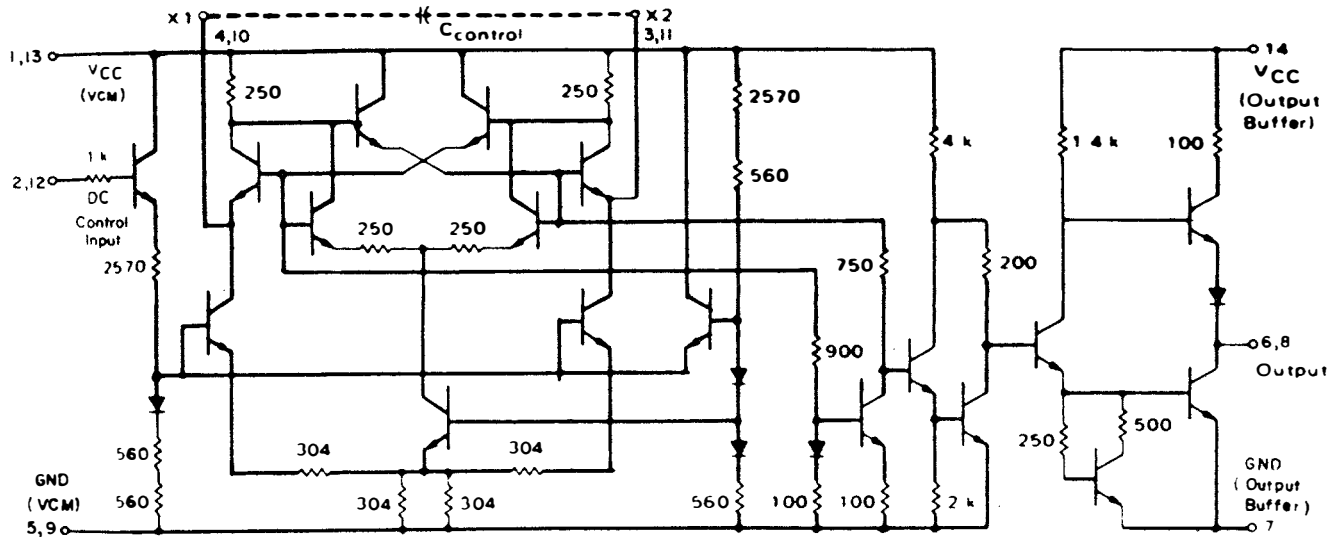 X1
X2
4,10
Ccontrol
3,11
1,13
14
VCC
(VCM)
VCC
(Output
Buffer)
250
250
2570
4 k
1.4 k
100
1 k
560
2,12
DC
Control
Input
250
250
2570
750
200
900
6,8
Output
304
304
250
500
560
GND
(VCM)
560
304
304
560
100
100
2 k
GND
(Output
Buffer)
5,9
7